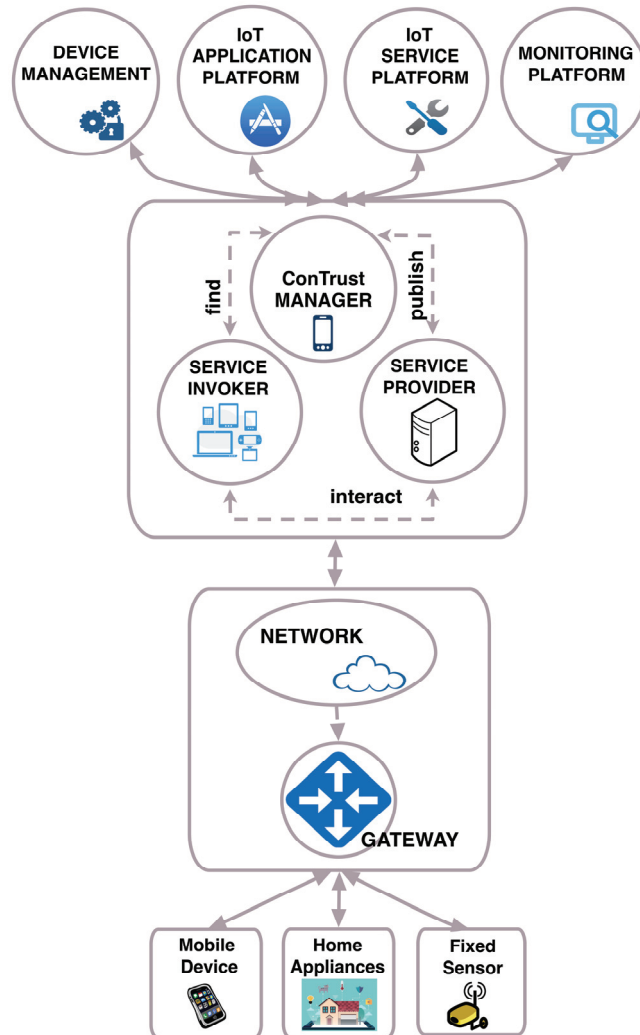 DEVICE
MANAGEMENT
IoT
APPLICATION
PLATFORM
IoT
SERVICE
PLATFORM
MONITORING
PLATFORM
ConTrust
MANAGER
find
publish
SERVICE
INVOKER
SERVICE
PROVIDER
interact
NETWORK
GATEWAY
Mobile
Device
Home
Appliances
Fixed
Sensor